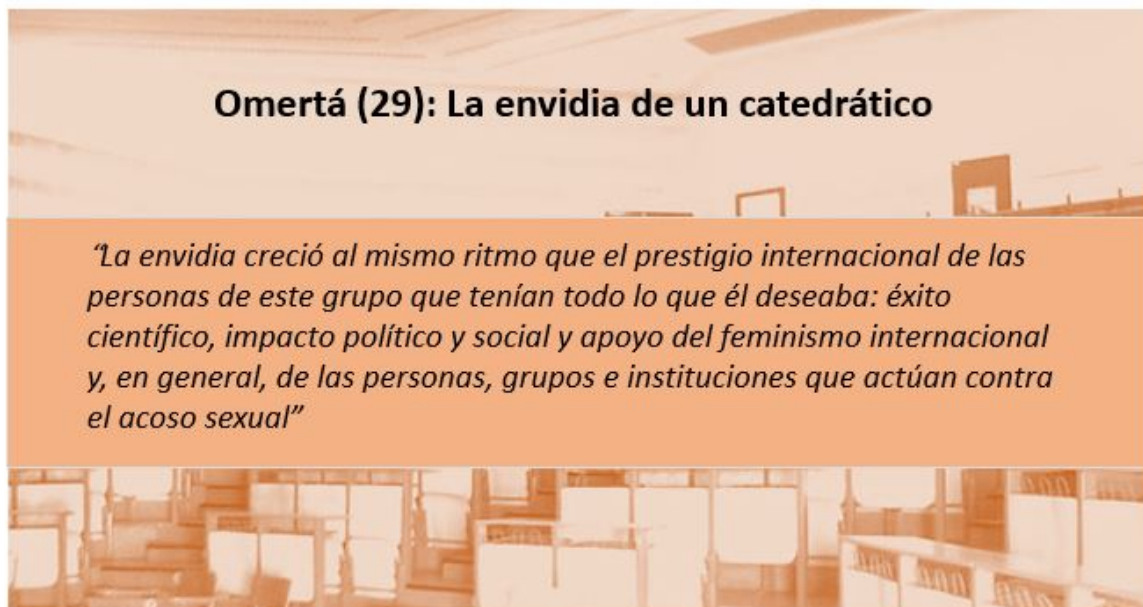 Omertá (29): La envidia de un catedrático
“La envidia creció al mismo ritmo que el prestigio internacional de las
personas de este grupo que tenían todo lo que él deseaba: éxito
científico, impacto político y social y apoyo del feminismo internacional
y, en general, de las personas, grupos e instituciones que actúan contra
el acoso sexual”